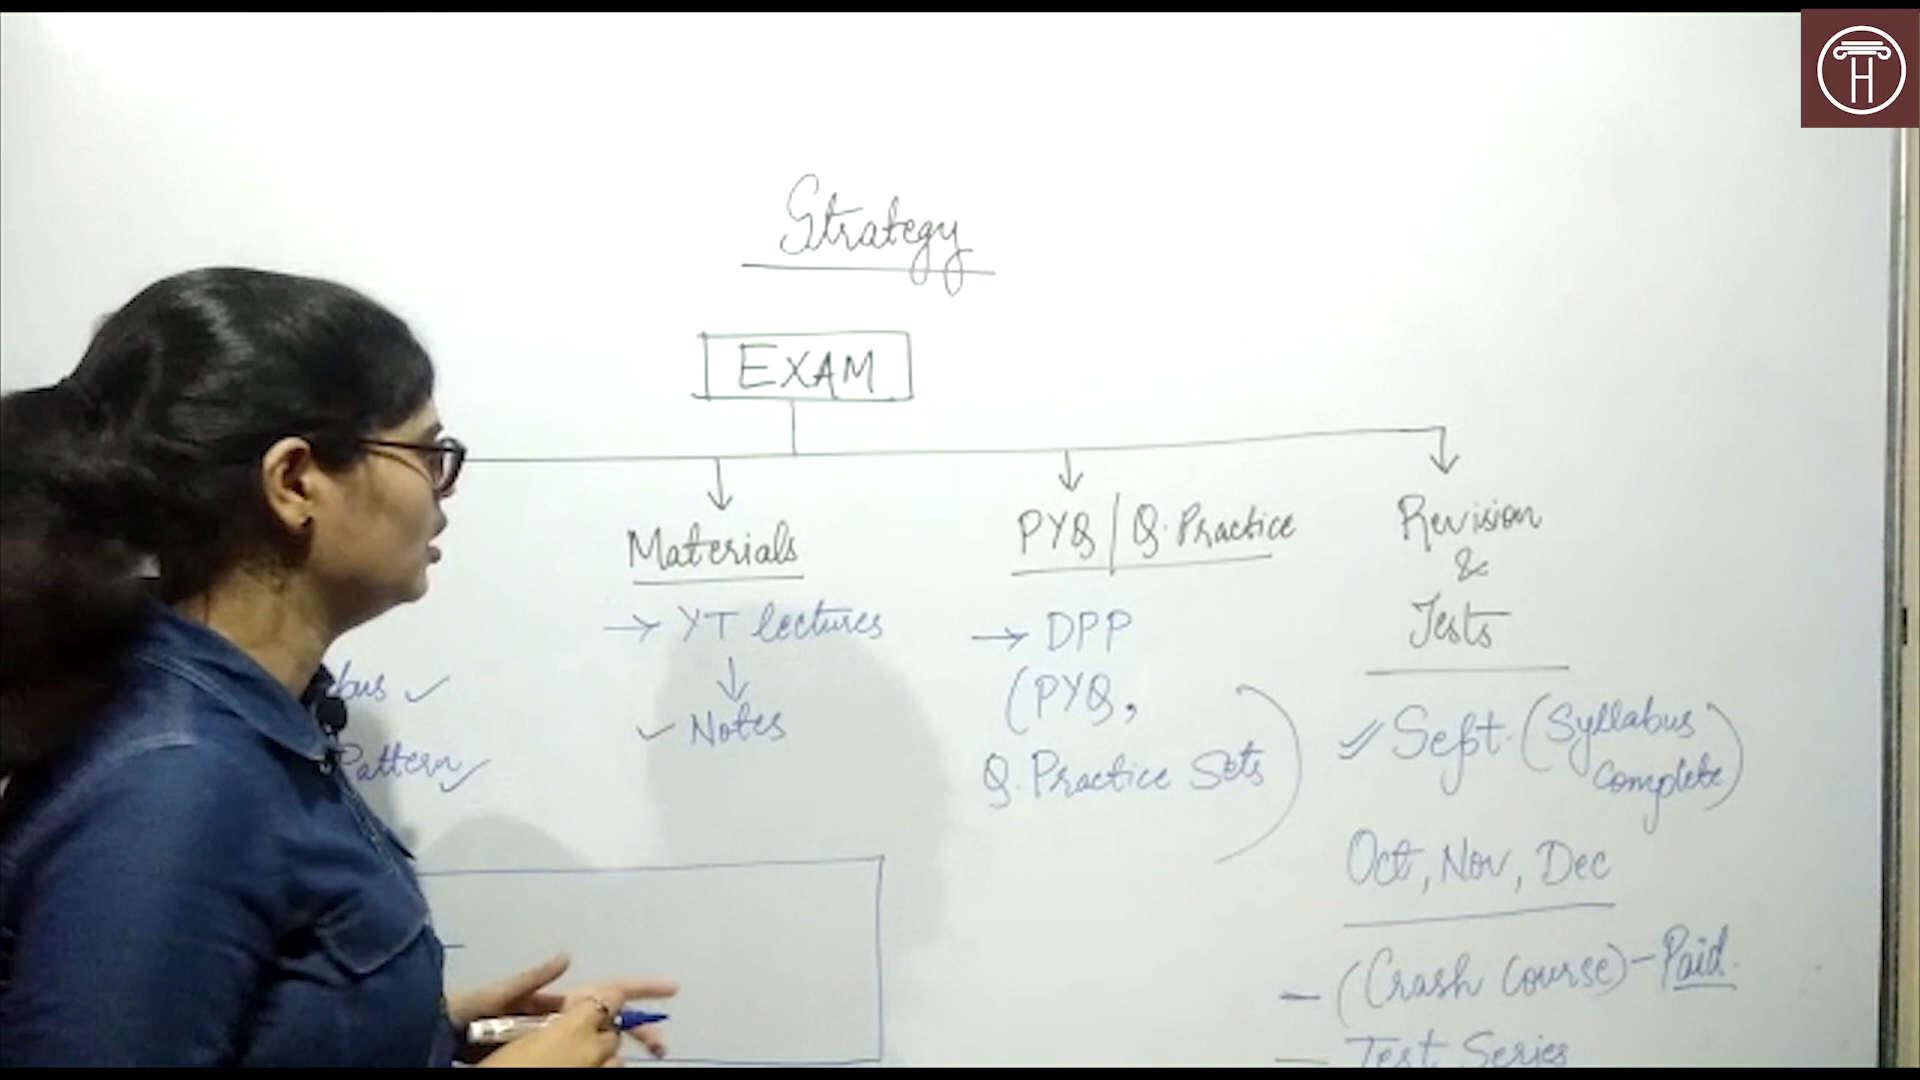 Strategy
EXAM
Materials
→ YT lectures
↓
✓ Notes
PYQ | Q. Practice
→ DPP
(PYQ,
Q. Practice Sets)
Revision
&
Tests
Sept. (Syllabus
Complete)
Oct, Nov, Dec
- (Crash Course) - Paid.
- Test Series
Pattern ✓
H